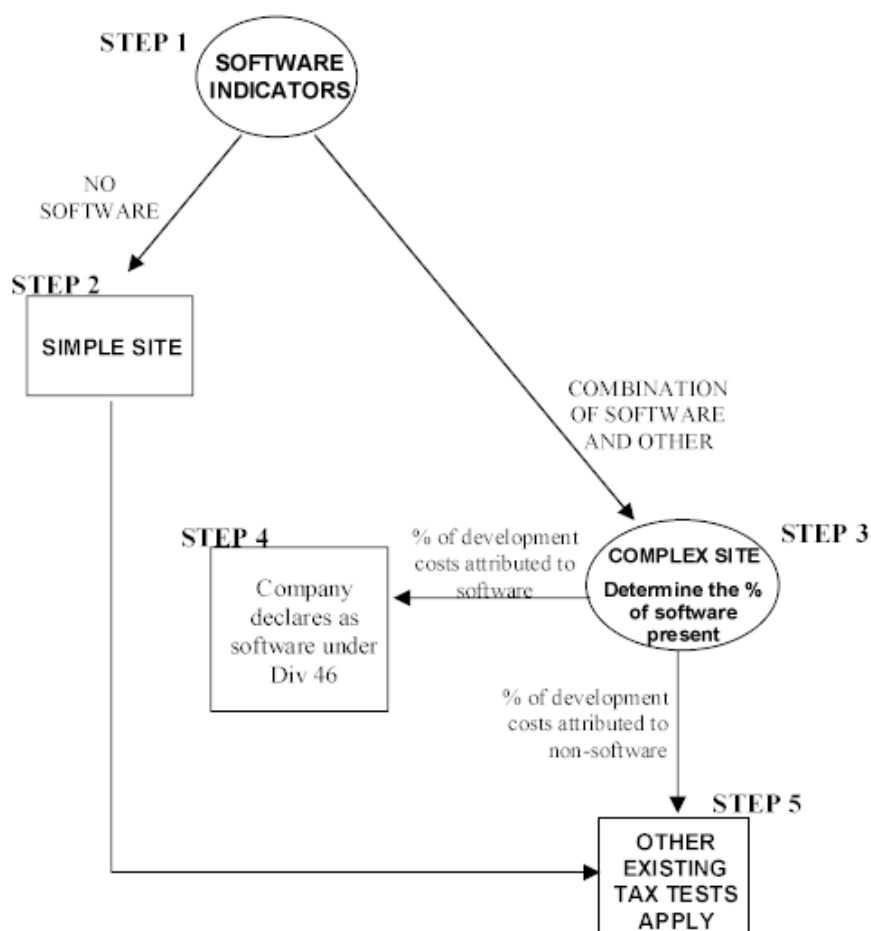 STEP 1
SOFTWARE
INDICATORS
NO
SOFTWARE
STEP 2
SIMPLE SITE
COMBINATION
OF SOFTWARE
AND OTHER
STEP 3
COMPLEX SITE
Determine the %
of software
present
% of development
costs attributed to
software
STEP 4
Company
declares as
software under
Div 46
% of development
costs attributed to
non-software
STEP 5
OTHER
EXISTING
TAX TESTS
APPLY